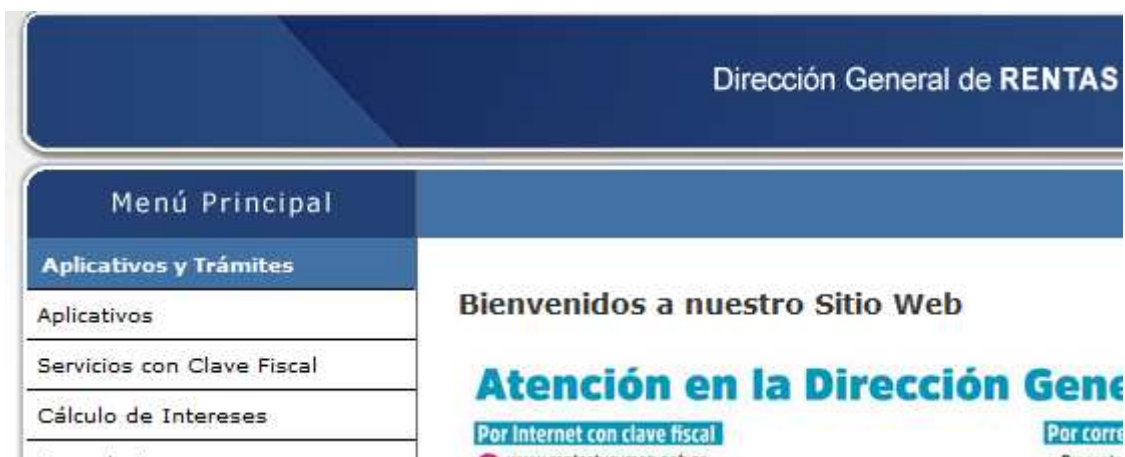 Dirección General de RENTAS
Menú Principal
Aplicativos y Trámites
Aplicativos
Servicios con Clave Fiscal
Cálculo de Intereses
Bienvenidos a nuestro Sitio Web
Atención en la Dirección Gene
Por Internet con clave fiscal
Por corre